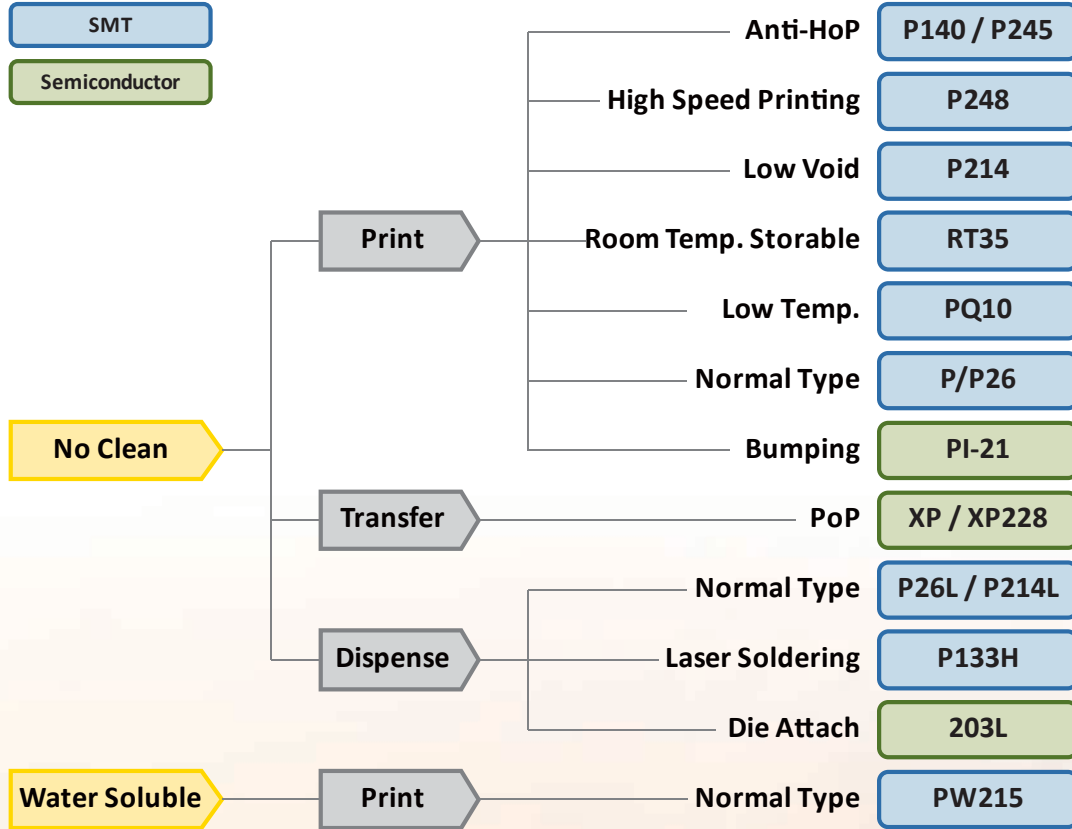 SMT
Semiconductor
Anti-HoP P140 / P245
High Speed Printing P248
Low Void P214
Print Room Temp. Storable RT35
Low Temp. PQ10
Normal Type P/P26
No Clean Bumping PI-21
Transfer PoP XP / XP228
Normal Type P26L / P214L
Dispense Laser Soldering P133H
Die Attach 203L
Water Soluble Print Normal Type PW215